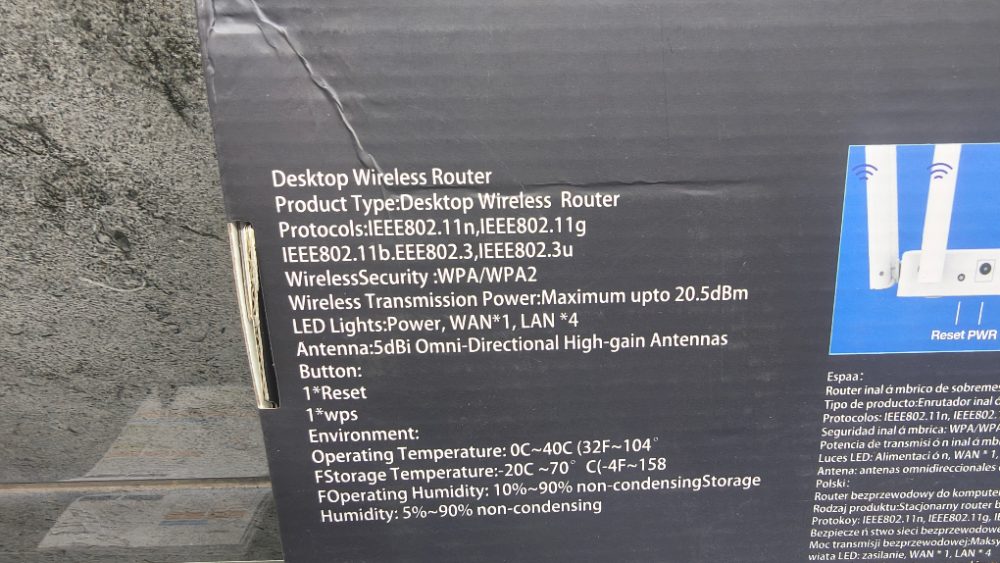 Desktop Wireless Router
Product Type:Desktop Wireless Router
Protocols:IEEE802.11n,IEEE802.11g
IEEE802.11b.EEE802.3,IEEE802.3u
WirelessSecurity :WPA/WPA2
Wireless Transmission Power:Maximum upto 20.5dBm
LED Lights:Power, WAN*1, LAN *4
Antenna:5dBi Omni-Directional High-gain Antennas
Button:
1*Reset
1*wps
Environment:
Operating Temperature: 0C~40C (32F~104°
FStorage Temperature:-20C ~70° C(-4F~158
FOperating Humidity: 10%~90% non-condensingStorage
Humidity: 5%~90% non-condensing
Reset PWR
Espaa:
Router inal á mbrico de sobremes
Tipo de producto:Enrutador inal á
Protocolos: IEEE802.11n, IEEE802.
Seguridad inal á mbrica: WPA/WPA
Potencia de transmisi ó n inal á mb
Luces LED: Alimentaci ó n, WAN * 1,
Antena: antenas omnidireccionales
Polski:
Router bezprzewodowy do kompute
Rodzaj produktu:Stacjonarny router b
Protokoy: IEEE802.11n, IEEE802.11g,
Bezpiecze ń stwo sieci bezprzewodow
Moc transmisji bezprzewodowej:Maksy
wiata LED: zasilanie, WAN * 1, LAN * 4